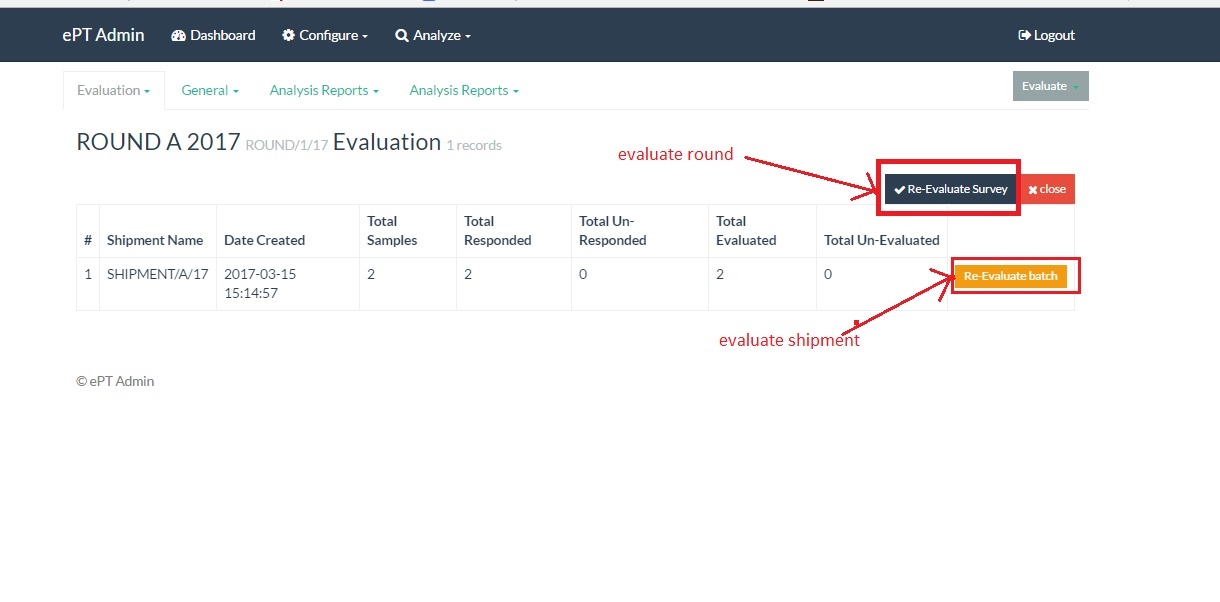 ePT Admin Dashboard Configure Analyze Logout
Evaluation General Analysis Reports Analysis Reports Evaluate
ROUND A 2017 ROUND/1/17 Evaluation 1 records
evaluate round
Re-Evaluate Survey close
# Shipment Name Date Created Total Samples Total Responded Total Un-Responded Total Evaluated Total Un-Evaluated
1 SHIPMENT/A/17 2017-03-15 15:14:57 2 2 0 2 0 Re-Evaluate batch
evaluate shipment
© ePT Admin